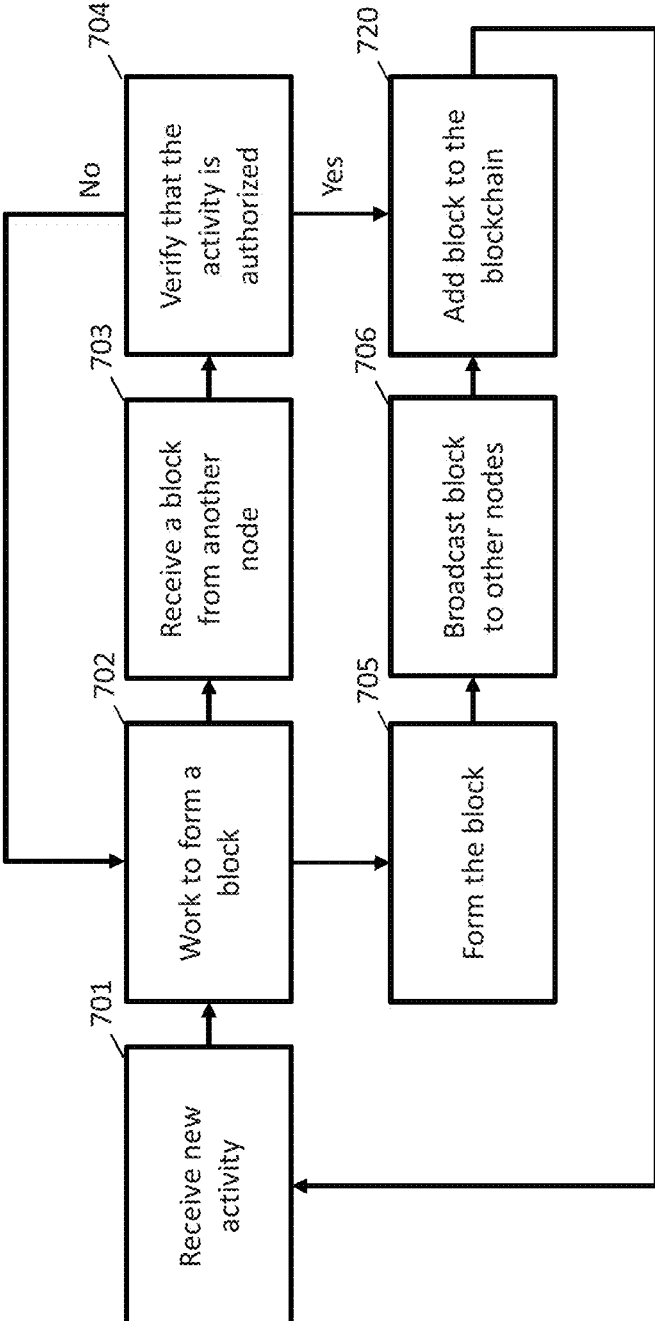 701
Receive new
activity
702
Work to form a
block
703
Receive a block
from another
node
704
Verify that the
activity is
authorized
No
Yes
705
Form the block
706
Broadcast block
to other nodes
720
Add block to the
blockchain